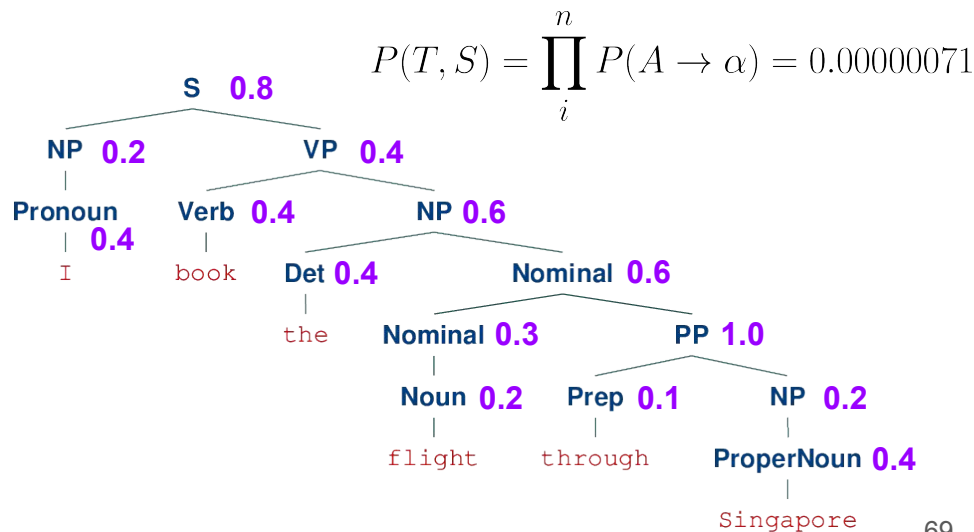 P(T, S) = ∏ᵢⁿ P(A → α) = 0.00000071
S 0.8
NP 0.2 VP 0.4
Pronoun 0.4 Verb 0.4 NP 0.6
I book Det 0.4 Nominal 0.6
the Nominal 0.3 PP 1.0
Noun 0.2 Prep 0.1 NP 0.2
flight through ProperNoun 0.4
Singapore
69